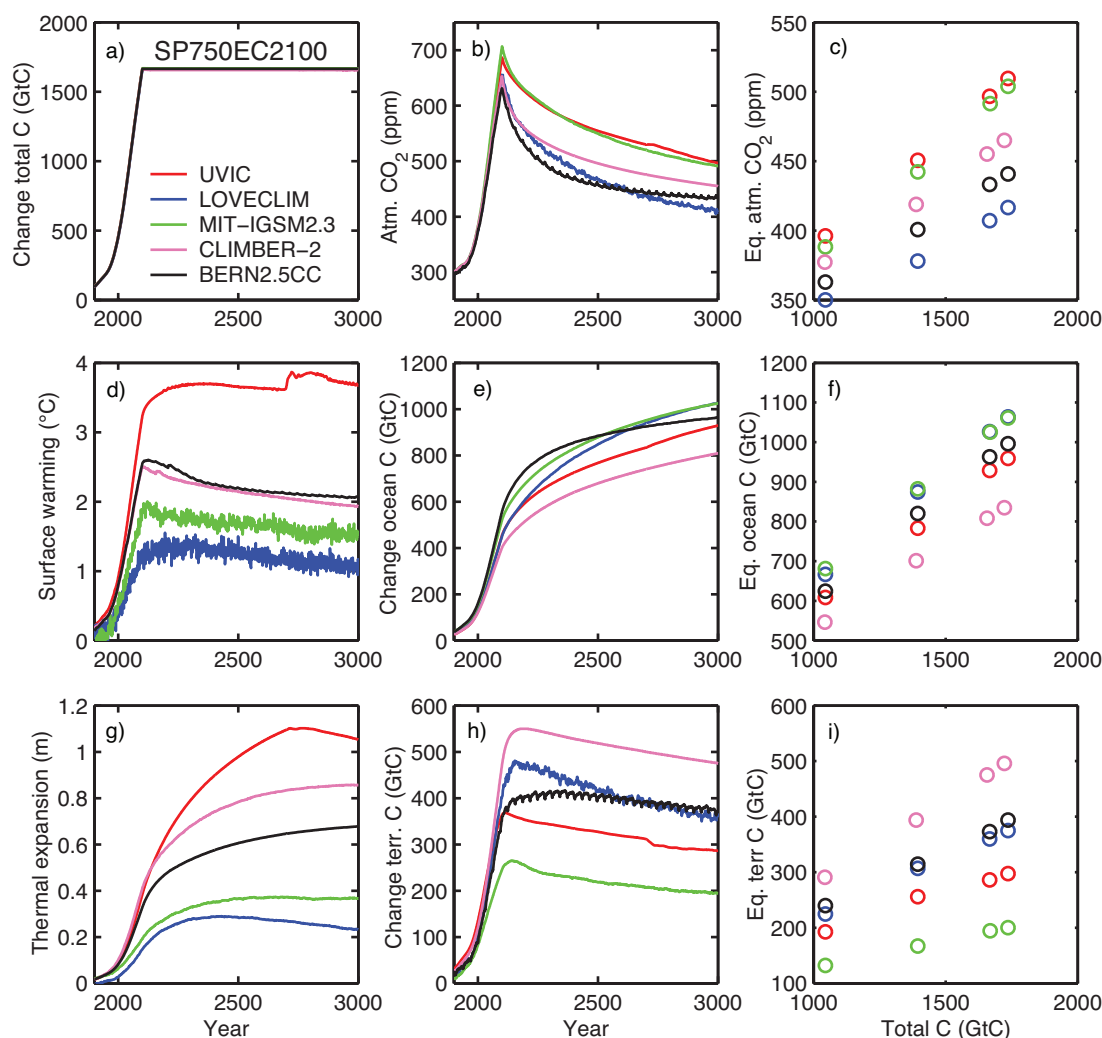 a) SP750EC2100
Change total C (GtC)
2000
1500
1000
500
0
2000 2500 3000
UVIC
LOVECLIM
MIT−IGSM2.3
CLIMBER−2
BERN2.5CC
b)
Atm. CO2 (ppm)
700
600
500
400
300
2000 2500 3000
c)
Eq. atm. CO2 (ppm)
500
450
400
350
1000 1500 2000
d)
Surface warming (°C)
4
3
2
1
0
2000 2500 3000
e)
Change ocean C (GtC)
1200
1000
800
600
400
200
0
2000 2500 3000
f)
Eq. ocean C (GtC)
1200
1100
1000
900
800
700
600
500
1000 1500 2000
g)
Thermal expansion (m)
1.2
1
0.8
0.6
0.4
0.2
0
2000 2500 3000
Year
h)
Change terr. C (GtC)
600
500
400
300
200
100
0
2000 2500 3000
Year
i)
Eq. terr C (GtC)
600
500
400
300
200
100
1000 1500 2000
Total C (GtC)